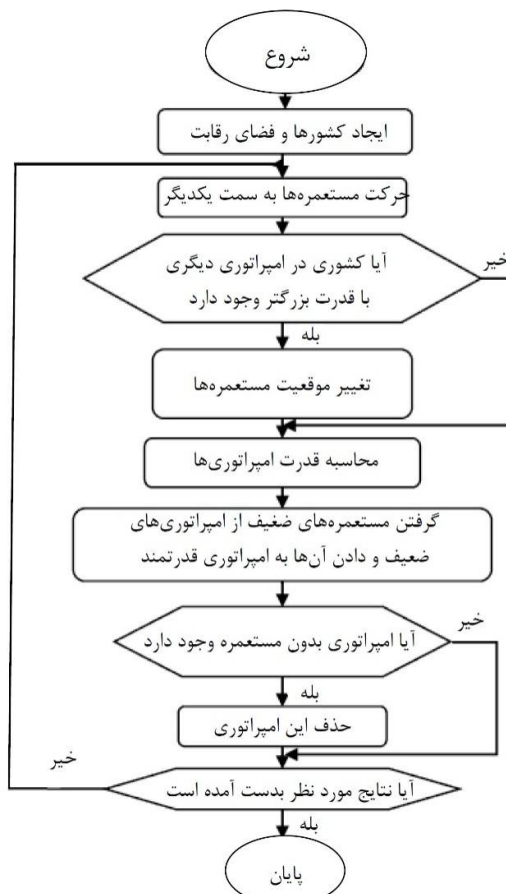 شروع
ایجاد کشورها و فضای رقابت
حرکت مستعمره‌ها به سمت یکدیگر
آیا کشوری در امپراتوری دیگری
با قدرت بزرگتر وجود دارد
خیر
بله
تغییر موقعیت مستعمره‌ها
محاسبه قدرت امپراتوری‌ها
گرفتن مستعمره‌های ضغیف از امپراتوری‌های
ضعیف و دادن آن‌ها به امپراتوری قدرتمند
آیا امپراتوری بدون مستعمره وجود دارد
خیر
بله
حذف این امپراتوری
آیا نتایج مورد نظر بدست آمده است
خیر
بله
پایان